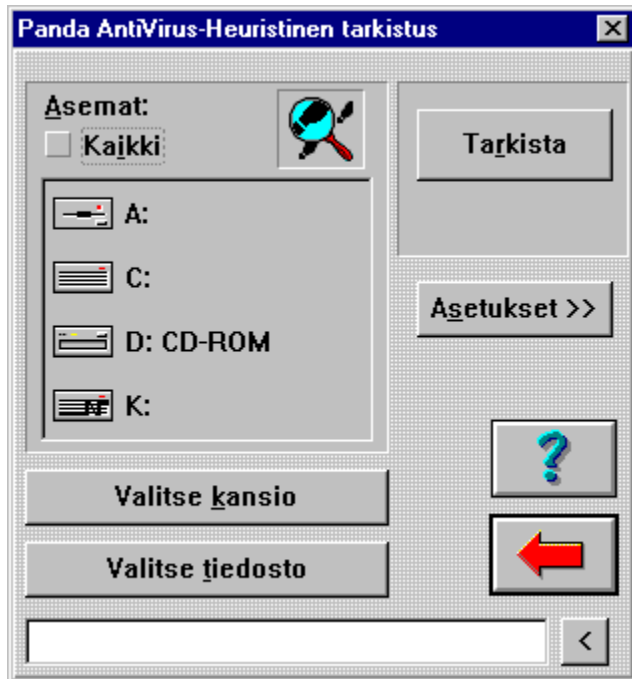 Panda AntiVirus-Heuristinen tarkistus
Asemat:
Kaikki
A:
C:
D: CD-ROM
K:
Tarkista
Asetukset >>
?
Valitse kansio
Valitse tiedosto
<